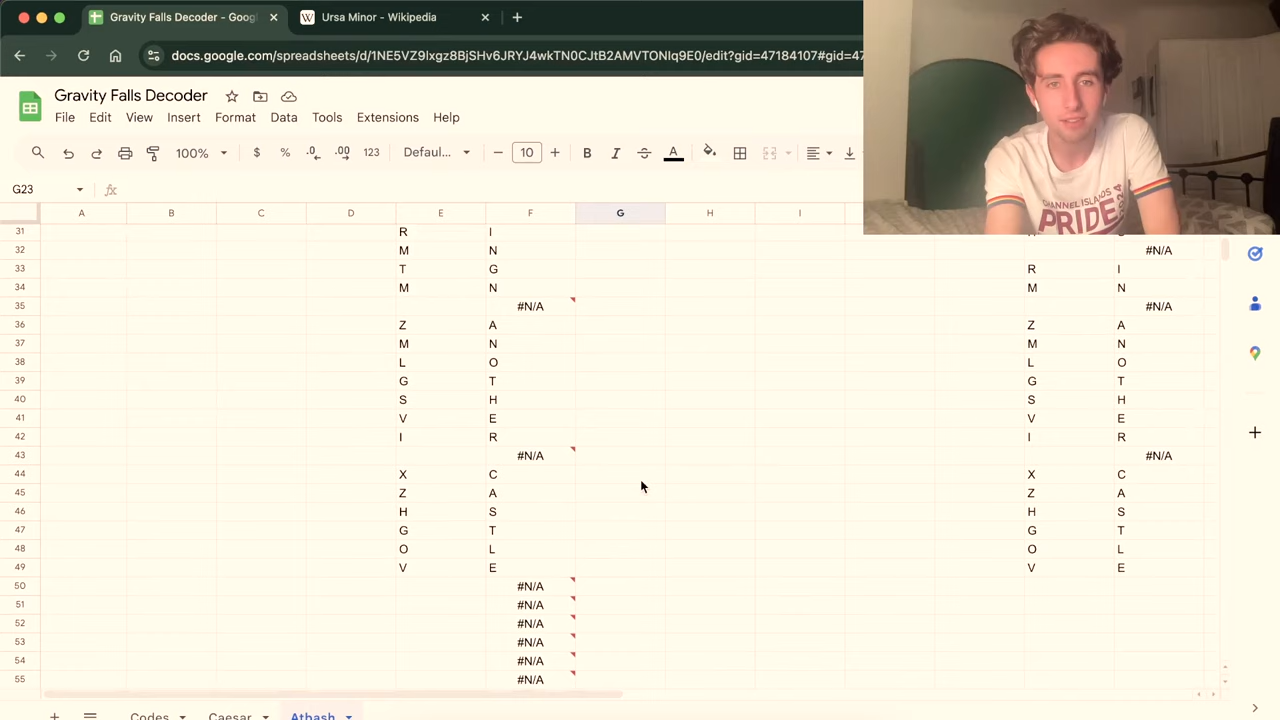 Gravity Falls Decoder - Goog
Ursa Minor - Wikipedia
docs.google.com/spreadsheets/d/1NE5VZ9lxgz8BjSHv6JRYJ4wkTN0CJtB2AMVTONlq9E0/edit?gid=47184107#gid=47
Gravity Falls Decoder
File Edit View Insert Format Data Tools Extensions Help
100% $ % .0 .00 123 Defaul... 10 B I A
G23 fx
A B C D E F G H I
31 R I
32 M N #N/A
33 T G R I
34 M N M N
35 #N/A #N/A
36 Z A Z A
37 M N M N
38 L O L O
39 G T G T
40 S H S H
41 V E V E
42 I R I R
43 #N/A #N/A
44 X C X C
45 Z A Z A
46 H S H S
47 G T G T
48 O L O L
49 V E V E
50 #N/A
51 #N/A
52 #N/A
53 #N/A
54 #N/A
55 #N/A
Codes Caesar Atbash
CHANNEL ISLANDS
PRIDE
2024